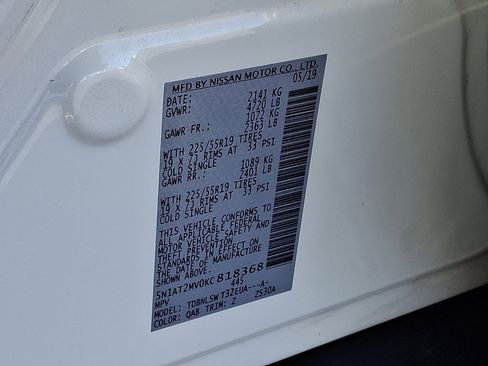 MFD BY NISSAN MOTOR CO., LTD.
DATE: 05/19
GVWR: 2141 KG
4720 LB
GAWR FR.: 1072 KG
2363 LB
WITH 225/55R19 TIRES
19 X 7J RIMS AT 33 PSI
COLD SINGLE
GAWR RR.: 1089 KG
2401 LB
WITH 225/55R19 TIRES
19 X 7J RIMS AT 33 PSI
COLD SINGLE
THIS VEHICLE CONFORMS TO
ALL APPLICABLE FEDERAL
MOTOR VEHICLE SAFETY AND
THEFT PREVENTION
STANDARDS IN EFFECT ON
THE DATE OF MANUFACTURE
SHOWN ABOVE.
5N1AT2MV0KC818368
MPV 445
MODEL: TDBNLSW T32EUA---A-
COLOR: QAB TRIM: Z ZS30A